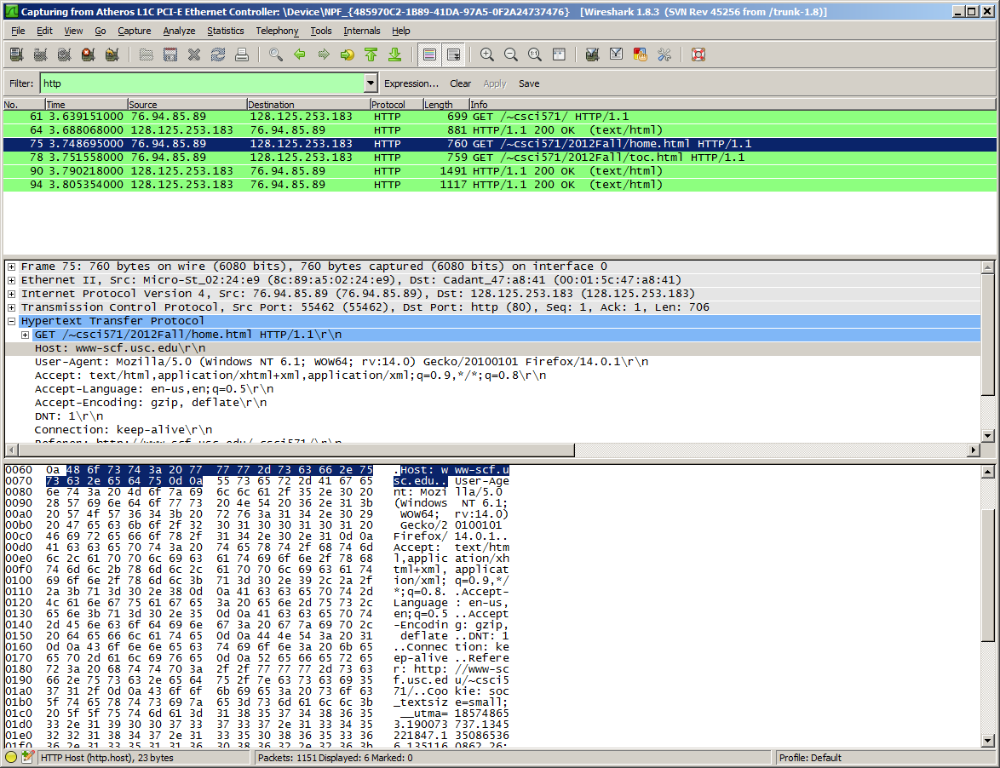 Capturing from Atheros L1C PCI-E Ethernet Controller: \Device\NPF_{485970C2-1B89-41DA-97A5-0F2A24737476}   [Wireshark 1.8.3  (SVN Rev 45256 from /trunk-1.8)]
File Edit View Go Capture Analyze Statistics Telephony Tools Internals Help
Filter: http Expression... Clear Apply Save
No. Time Source Destination Protocol Length Info
61 3.639151000 76.94.85.89 128.125.253.183 HTTP 699 GET /~csci571/ HTTP/1.1
64 3.688068000 128.125.253.183 76.94.85.89 HTTP 881 HTTP/1.1 200 OK  (text/html)
75 3.748695000 76.94.85.89 128.125.253.183 HTTP 760 GET /~csci571/2012Fall/home.html HTTP/1.1
78 3.751558000 76.94.85.89 128.125.253.183 HTTP 759 GET /~csci571/2012Fall/toc.html HTTP/1.1
90 3.790218000 128.125.253.183 76.94.85.89 HTTP 1491 HTTP/1.1 200 OK  (text/html)
94 3.805354000 128.125.253.183 76.94.85.89 HTTP 1117 HTTP/1.1 200 OK  (text/html)
Frame 75: 760 bytes on wire (6080 bits), 760 bytes captured (6080 bits) on interface 0
Ethernet II, Src: Micro-St_02:24:e9 (8c:89:a5:02:24:e9), Dst: Cadant_47:a8:41 (00:01:5c:47:a8:41)
Internet Protocol Version 4, Src: 76.94.85.89 (76.94.85.89), Dst: 128.125.253.183 (128.125.253.183)
Transmission Control Protocol, Src Port: 55462 (55462), Dst Port: http (80), Seq: 1, Ack: 1, Len: 706
Hypertext Transfer Protocol
GET /~csci571/2012Fall/home.html HTTP/1.1\r\n
Host: www-scf.usc.edu\r\n
User-Agent: Mozilla/5.0 (Windows NT 6.1; WOW64; rv:14.0) Gecko/20100101 Firefox/14.0.1\r\n
Accept: text/html,application/xhtml+xml,application/xml;q=0.9,*/*;q=0.8\r\n
Accept-Language: en-us,en;q=0.5\r\n
Accept-Encoding: gzip, deflate\r\n
DNT: 1\r\n
Connection: keep-alive\r\n
Referer: http://www-scf.usc.edu/~csci571/\r\n
0060 0a 48 6f 73 74 3a 20 77 77 77 2d 73 63 66 2e 75 .Host: w ww-scf.u
0070 73 63 2e 65 64 75 0d 0a 55 73 65 72 2d 41 67 65 sc.edu.. User-Age
0080 6e 74 3a 20 4d 6f 7a 69 6c 6c 61 2f 35 2e 30 20 nt: Mozi lla/5.0
0090 28 57 69 6e 64 6f 77 73 20 4e 54 20 36 2e 31 3b (Windows  NT 6.1;
00a0 20 57 4f 57 36 34 3b 20 72 76 3a 31 34 2e 30 29 WOW64;  rv:14.0)
00b0 20 47 65 63 6b 6f 2f 32 30 31 30 30 31 30 31 20 Gecko/2 0100101
00c0 46 69 72 65 66 6f 78 2f 31 34 2e 30 2e 31 0d 0a Firefox/ 14.0.1..
00d0 41 63 63 65 70 74 3a 20 74 65 78 74 2f 68 74 6d Accept:  text/htm
00e0 6c 2c 61 70 70 6c 69 63 61 74 69 6f 6e 2f 78 68 l,applic ation/xh
00f0 74 6d 6c 2b 78 6d 6c 2c 61 70 70 6c 69 63 61 74 tml+xml, applicat
0100 69 6f 6e 2f 78 6d 6c 3b 71 3d 30 2e 39 2c 2a 2f ion/xml; q=0.9,*/
0110 2a 3b 71 3d 30 2e 38 0d 0a 41 63 63 65 70 74 2d *;q=0.8. .Accept-
0120 4c 61 6e 67 75 61 67 65 3a 20 65 6e 2d 75 73 2c Language : en-us,
0130 65 6e 3b 71 3d 30 2e 35 0d 0a 41 63 63 65 70 74 en;q=0.5 ..Accept
0140 2d 45 6e 63 6f 64 69 6e 67 3a 20 67 7a 69 70 2c -Encodin g: gzip,
0150 20 64 65 66 6c 61 74 65 0d 0a 44 4e 54 3a 20 31 deflate ..DNT: 1
0160 0d 0a 43 6f 6e 6e 65 63 74 69 6f 6e 3a 20 6b 65 ..Connec tion: ke
0170 65 70 2d 61 6c 69 76 65 0d 0a 52 65 66 65 72 65 ep-alive ..Refere
0180 72 3a 20 68 74 74 70 3a 2f 2f 77 77 77 2d 73 63 r: http: //www-sc
0190 66 2e 75 73 63 2e 65 64 75 2f 7e 63 73 63 69 35 f.usc.ed u/~csci5
01a0 37 31 2f 0d 0a 43 6f 6f 6b 69 65 3a 20 73 6f 63 71/..Coo kie: soc
01b0 5f 74 65 78 74 73 69 7a 65 3d 73 6d 61 6c 6c 3b _textsiz e=small;
01c0 20 5f 5f 75 74 6d 61 3d 31 38 35 37 34 38 36 35 __utma= 18574865
01d0 33 2e 31 39 30 30 37 33 37 33 37 2e 31 33 34 35 3.190073 737.1345
01e0 32 32 31 38 34 37 2e 31 33 35 30 38 36 35 33 36 221847.1 35086536
01f0 36 2e 31 33 35 31 31 36 30 38 36 32 2e 32 36 3b 6.135116 0862.26;
HTTP Host (http.host), 23 bytes Packets: 1151 Displayed: 6 Marked: 0 Profile: Default